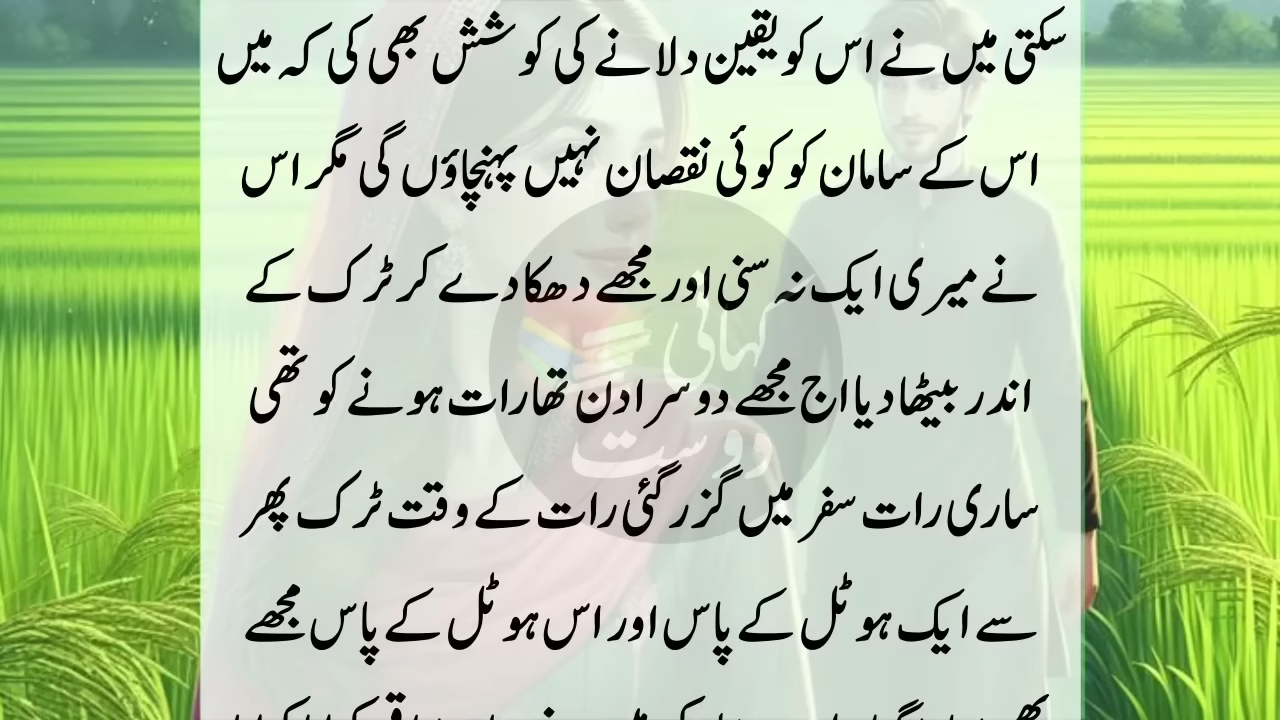 سکتی میں نے اس کو یقین دلانے کی کوشش بھی کی کہ میں
اس کے سامان کو کوئی نقصان نہیں پہنچاؤں گی مگر اس
نے میری ایک نہ سنی اور مجھے دھکا دے کر ٹرک کے
اندر بیٹھا دیا اج مجھے دوسرا دن تھا رات ہونے کو تھی
ساری رات سفر میں گزر گئی رات کے وقت ٹرک پھر
سے ایک ہوٹل کے پاس اور اس ہوٹل کے پاس مجھے
کہانی
دوست